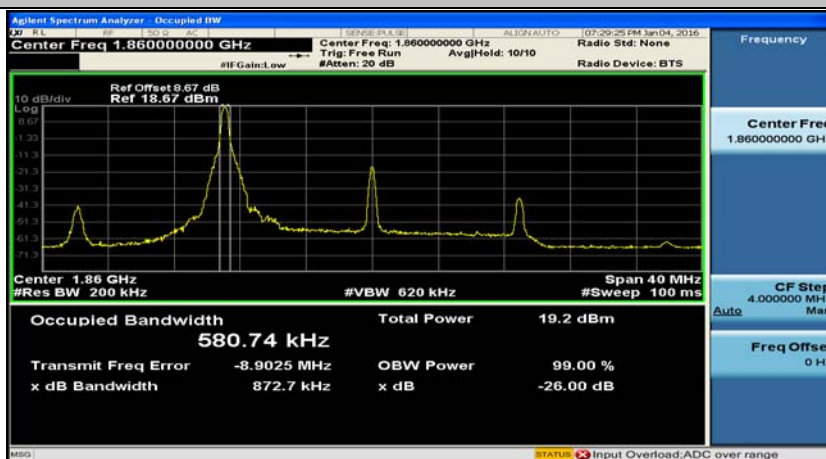 Agilent Spectrum Analyzer - Occupied BW
RL RF 50 Ω AC SENSE:PULSE ALIGN AUTO 07:29:25 PM Jan 04, 2016
Center Freq 1.860000000 GHz
Center Freq: 1.860000000 GHz
Radio Std: None
Trig: Free Run Avg|Hold: 10/10
#IFGain:Low
#Atten: 20 dB
Radio Device: BTS
Ref Offset 8.67 dB
10 dB/div Ref 18.67 dBm
Log
8.67
-1.33
-11.3
-21.3
-31.3
-41.3
-51.3
-61.3
-71.3
Center 1.86 GHz
Span 40 MHz
#Res BW 200 kHz
#VBW 620 kHz
#Sweep 100 ms
Occupied Bandwidth
580.74 kHz
Total Power 19.2 dBm
Transmit Freq Error -8.9025 MHz
OBW Power 99.00 %
x dB Bandwidth 872.7 kHz
x dB -26.00 dB
Frequency
Center Fre
1.860000000 GH
CF Step
4.000000 MH
Auto Ma
Freq Offse
0 H
MSG
STATUS Input Overload;ADC over range